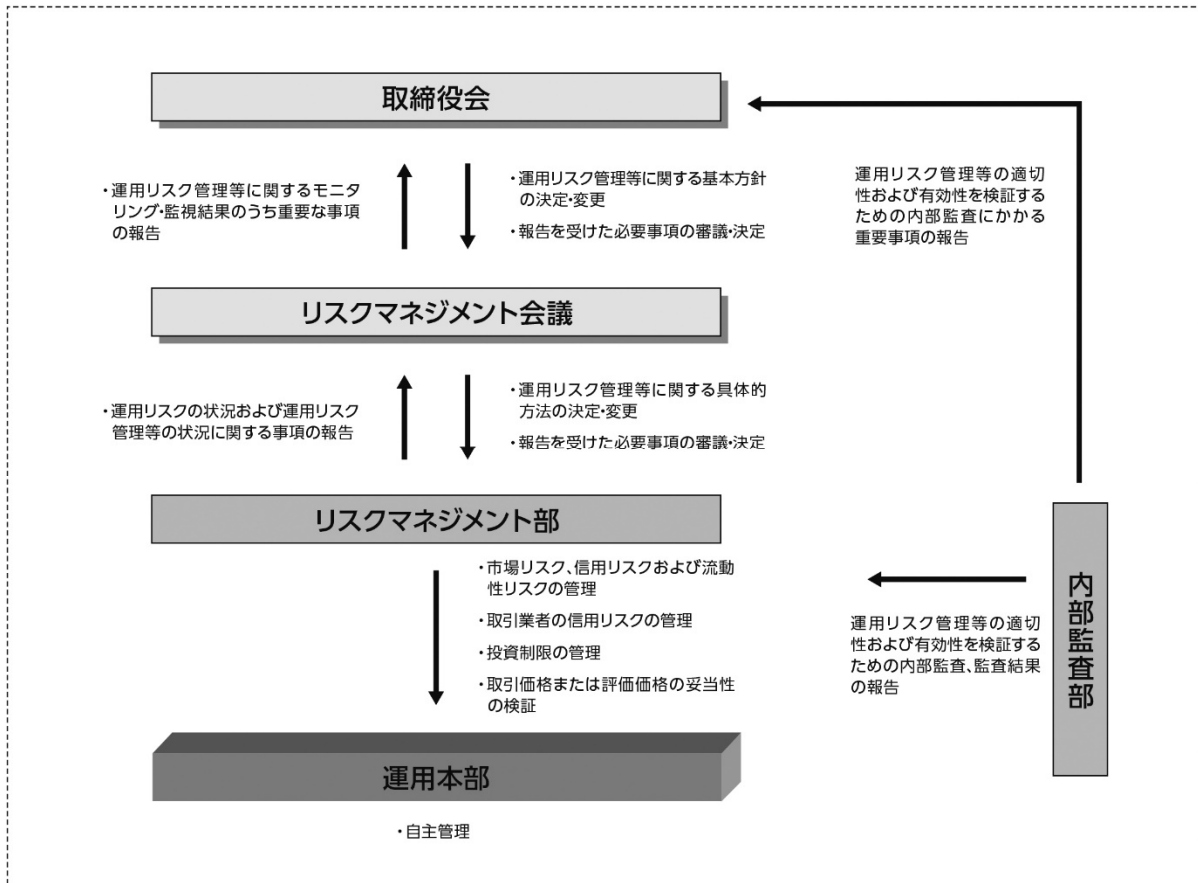 取締役会
・運用リスク管理等に関するモニタ
リング・監視結果のうち重要な事項
の報告
・運用リスク管理等に関する基本方針
の決定・変更
・報告を受けた必要事項の審議・決定
運用リスク管理等の適切
性および有効性を検証する
ための内部監査にかかる
重要事項の報告
リスクマネジメント会議
・運用リスクの状況および運用リスク
管理等の状況に関する事項の報告
・運用リスク管理等に関する具体的
方法の決定・変更
・報告を受けた必要事項の審議・決定
リスクマネジメント部
・市場リスク、信用リスクおよび流動
性リスクの管理
・取引業者の信用リスクの管理
・投資制限の管理
・取引価格または評価価格の妥当性
の検証
運用リスク管理等の適切
性および有効性を検証する
ための内部監査、監査結果
の報告
内部監査部
運用本部
・自主管理